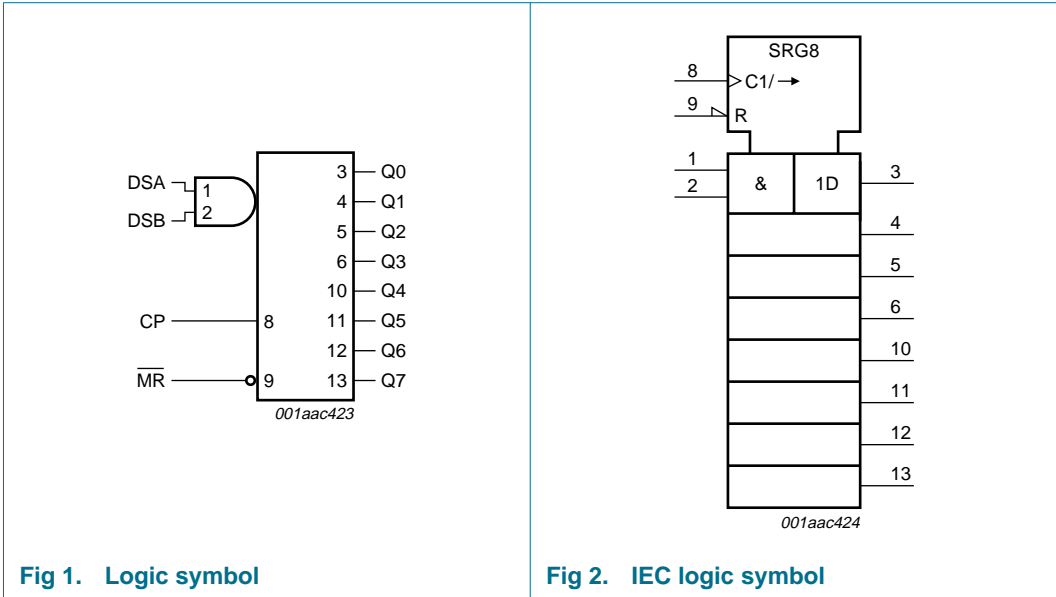 DSA
DSB
1
2
CP
8
MR
9
3 Q0
4 Q1
5 Q2
6 Q3
10 Q4
11 Q5
12 Q6
13 Q7
001aac423
Fig 1. Logic symbol
SRG8
8
C1/→
9
R
1
2
&
1D
3
4
5
6
10
11
12
13
001aac424
Fig 2. IEC logic symbol